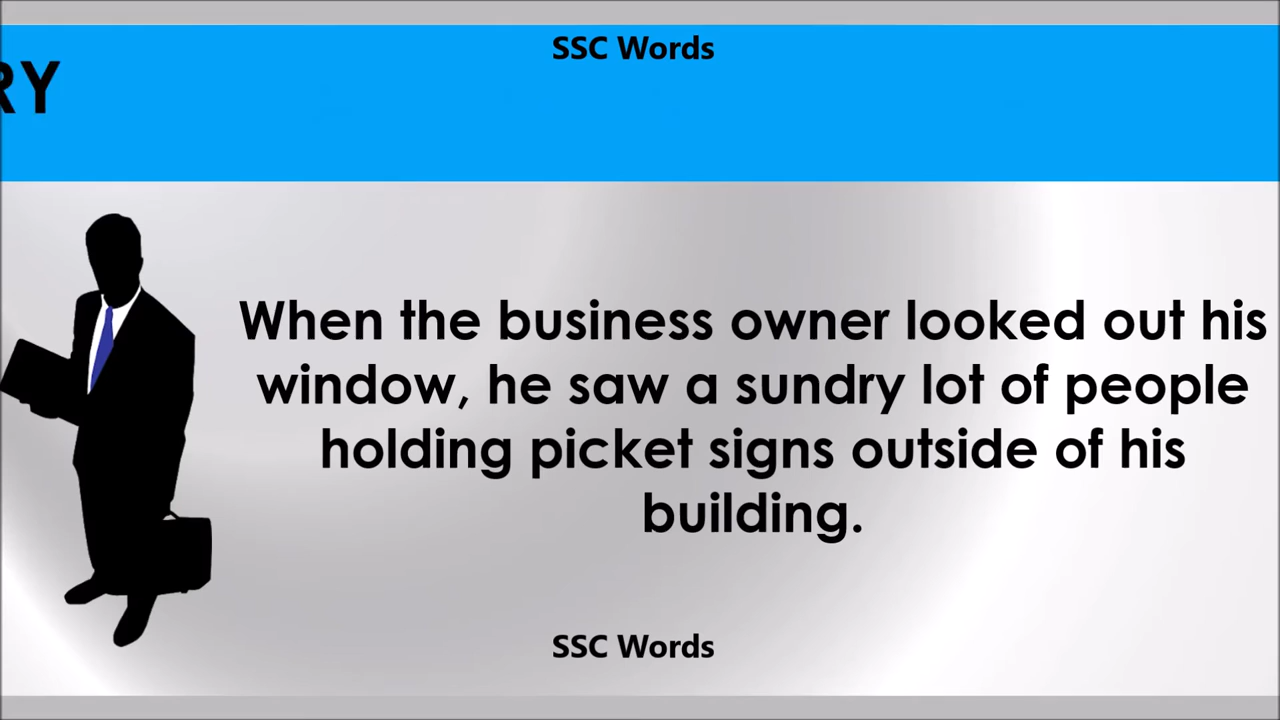 SSC Words
RY
When the business owner looked out his
window, he saw a sundry lot of people
holding picket signs outside of his
building.
SSC Words